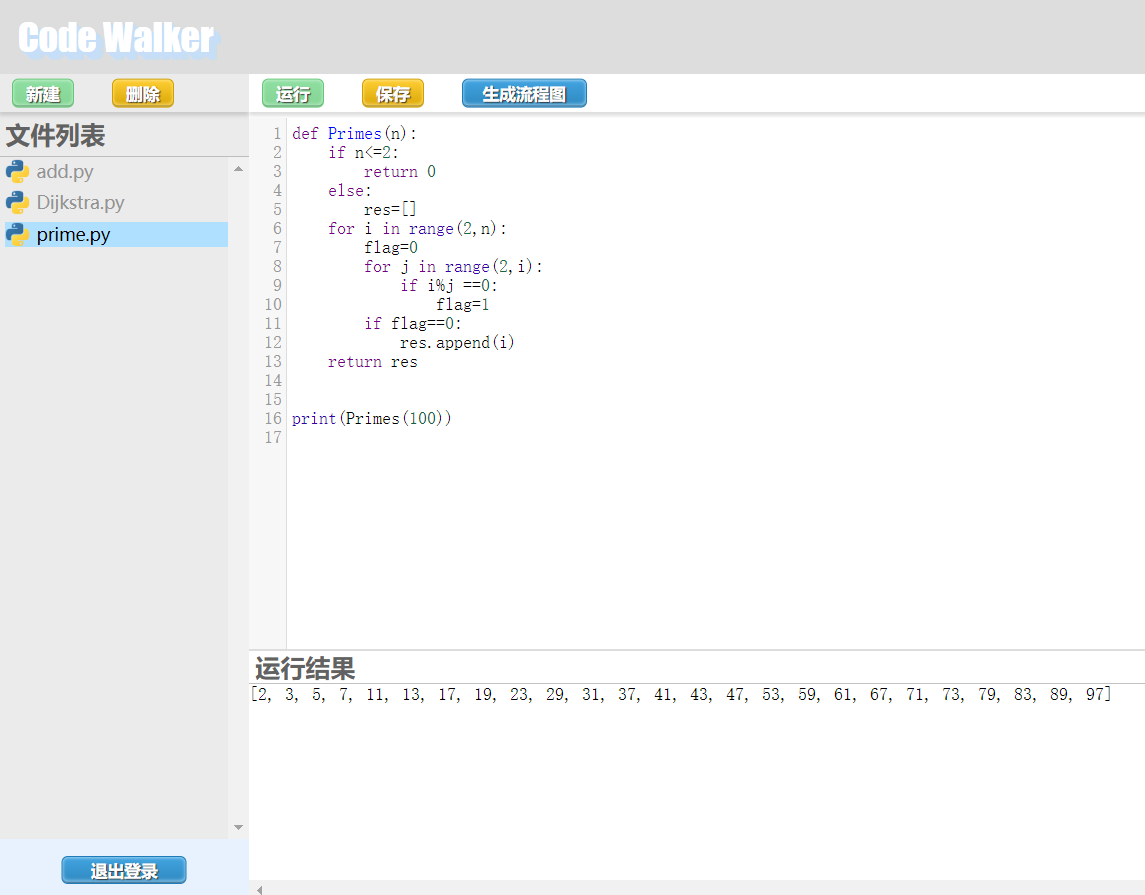 Code Walker
新建 删除 运行 保存 生成流程图
文件列表
add.py
Dijkstra.py
prime.py
1 def Primes(n):
2     if n<=2:
3         return 0
4     else:
5         res=[]
6     for i in range(2,n):
7         flag=0
8         for j in range(2,i):
9             if i%j ==0:
10                 flag=1
11         if flag==0:
12             res.append(i)
13     return res
14
15
16 print(Primes(100))
17
运行结果
[2, 3, 5, 7, 11, 13, 17, 19, 23, 29, 31, 37, 41, 43, 47, 53, 59, 61, 67, 71, 73, 79, 83, 89, 97]
退出登录